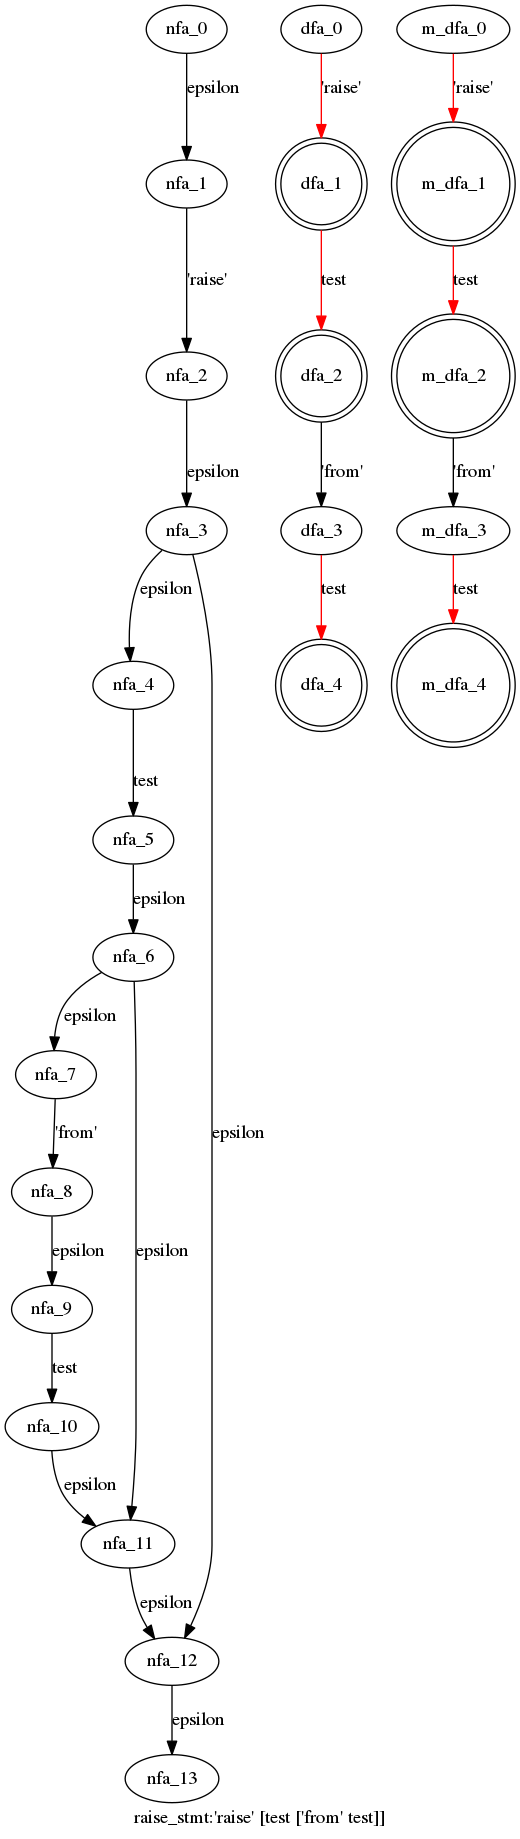 nfa_0
dfa_0
m_dfa_0
epsilon
'raise'
'raise'
nfa_1
dfa_1
m_dfa_1
'raise'
test
test
nfa_2
dfa_2
m_dfa_2
epsilon
'from'
'from'
nfa_3
dfa_3
m_dfa_3
epsilon
test
test
nfa_4
dfa_4
m_dfa_4
test
nfa_5
epsilon
nfa_6
epsilon
nfa_7
'from'
epsilon
nfa_8
epsilon
epsilon
nfa_9
test
nfa_10
epsilon
nfa_11
epsilon
nfa_12
epsilon
nfa_13
raise_stmt:'raise' [test ['from' test]]